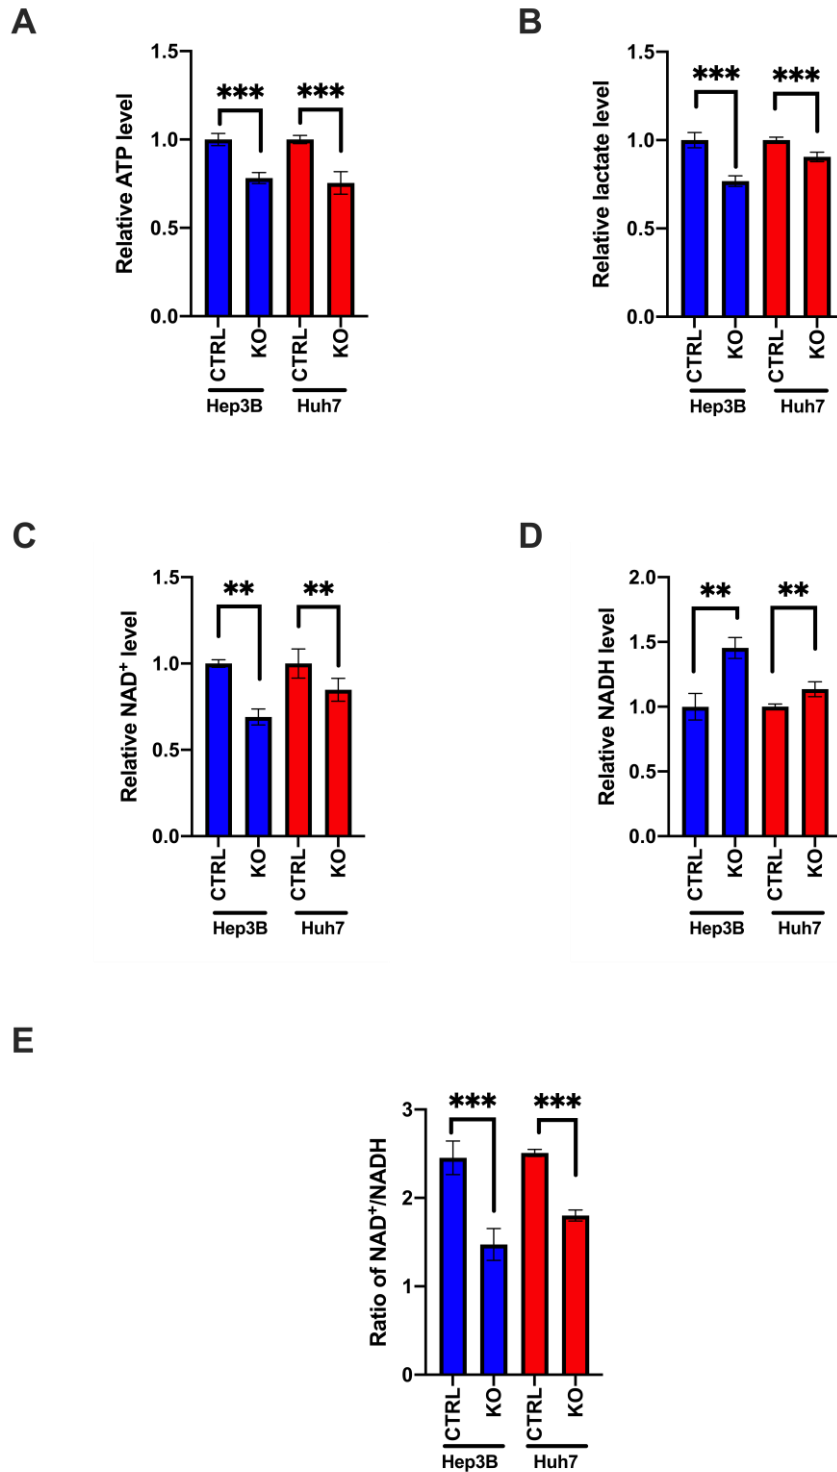 A
Relative ATP level
1.5
1.0
0.5
0.0
*** ***
CTRL KO CTRL KO
Hep3B Huh7
B
Relative lactate level
1.5
1.0
0.5
0.0
*** ***
CTRL KO CTRL KO
Hep3B Huh7
C
Relative NAD⁺ level
1.5
1.0
0.5
0.0
** **
CTRL KO CTRL KO
Hep3B Huh7
D
Relative NADH level
2.0
1.5
1.0
0.5
0.0
** **
CTRL KO CTRL KO
Hep3B Huh7
E
Ratio of NAD⁺/NADH
3
2
1
0
*** ***
CTRL KO CTRL KO
Hep3B Huh7